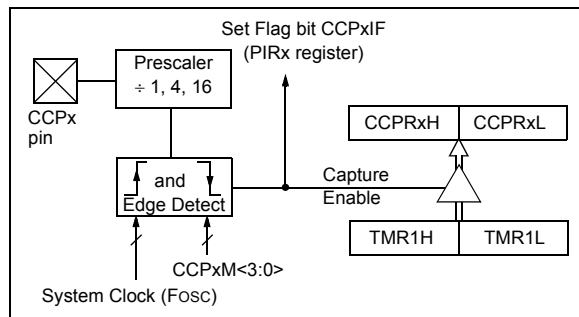 Set Flag bit CCPxIF
(PIRx register)
Prescaler
÷ 1, 4, 16
CCPx
pin
CCPRxH
CCPRxL
and
Edge Detect
Capture
Enable
TMR1H
TMR1L
CCPxM<3:0>
System Clock (FOSC)